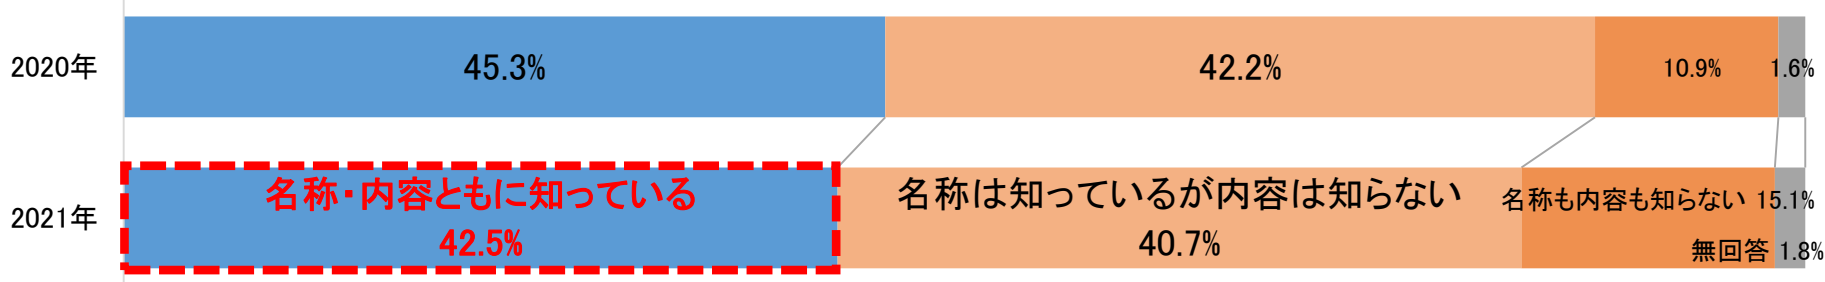 2020年
45.3%
42.2%
10.9%
1.6%
2021年
名称・内容ともに知っている
42.5%
名称は知っているが内容は知らない
40.7%
名称も内容も知らない 15.1%
無回答 1.8%